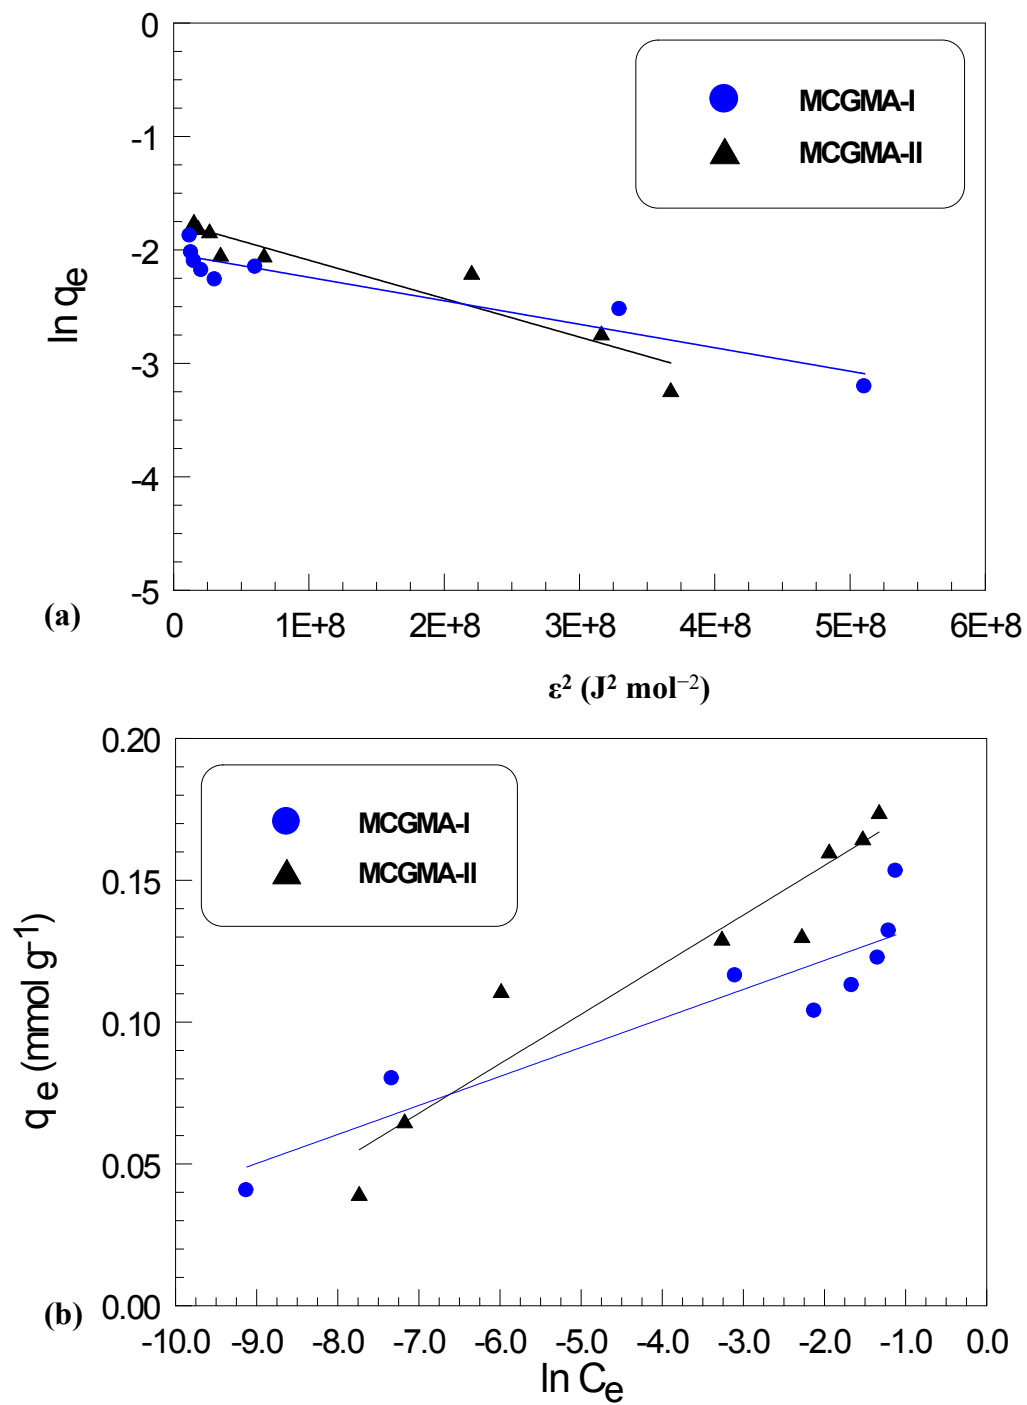 0
-1
-2
-3
-4
-5
ln qe
MCGMA-I
MCGMA-II
(a)
0 1E+8 2E+8 3E+8 4E+8 5E+8 6E+8
ε² (J² mol⁻²)
0.20
0.15
0.10
0.05
0.00
q e (mmol g⁻¹)
MCGMA-I
MCGMA-II
(b)
-10.0 -9.0 -8.0 -7.0 -6.0 -5.0 -4.0 -3.0 -2.0 -1.0 0.0
ln Ce